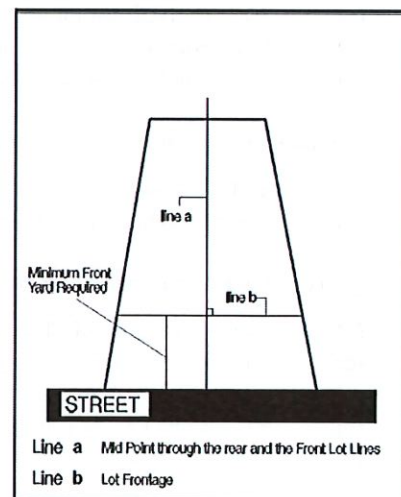 line a
Minimum Front
Yard Required
line b
STREET
Line a Mid Point through the rear and the Front Lot Lines
Line b Lot Frontage